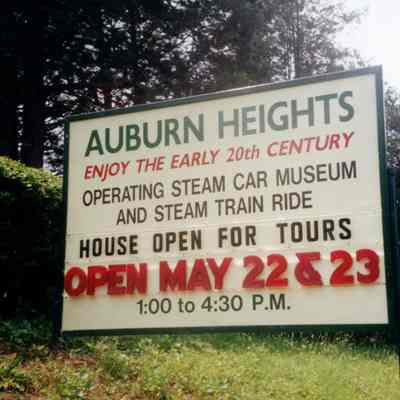 AUBURN HEIGHTS
ENJOY THE EARLY 20th CENTURY
OPERATING STEAM CAR MUSEUM
AND STEAM TRAIN RIDE
HOUSE OPEN FOR TOURS
OPEN MAY 22 & 23
1:00 to 4:30 P.M.